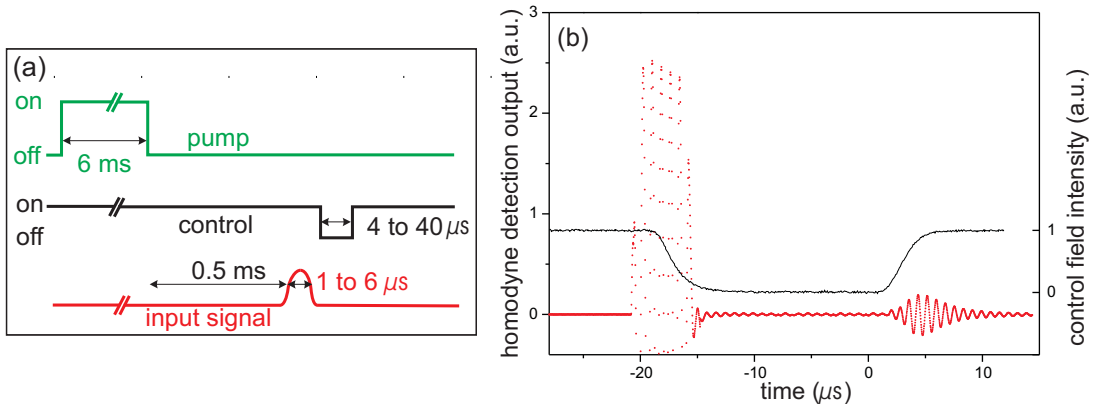 (a)
on
off
pump
6 ms
on
off
control
4 to 40 µs
0.5 ms
1 to 6 µs
input signal
(b)
homodyne detection output (a.u.)
3
2
1
0
control field intensity (a.u.)
1
0
-20
-10
0
10
time (µs)